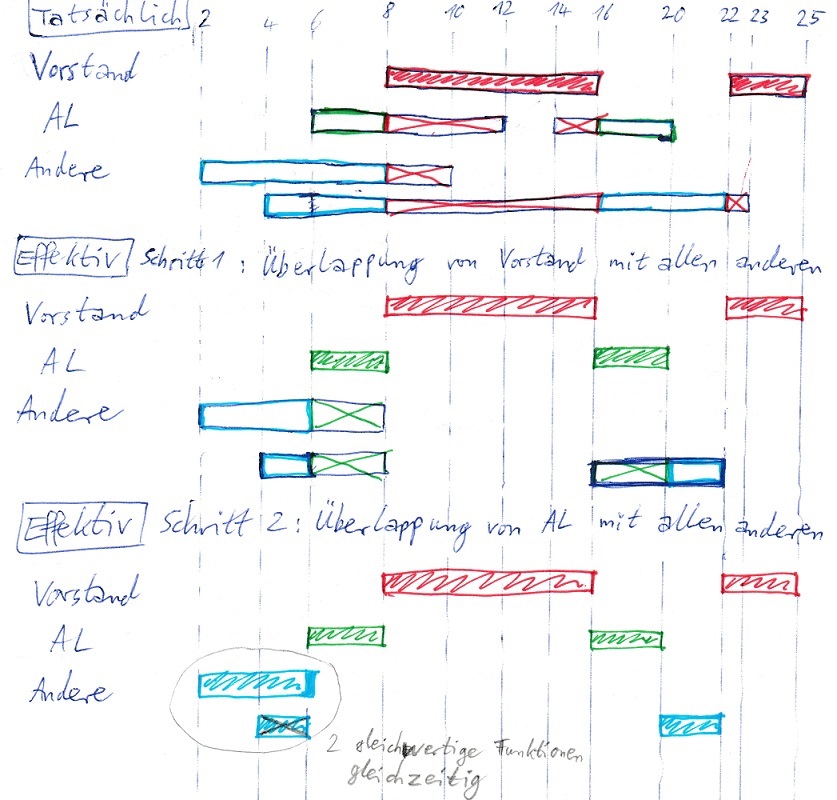 Tatsächlich 2 4 6 8 10 12 14 16 20 22 23 25
Vorstand
AL
Andere
Effektiv Schritt 1: Überlappung von Vorstand mit allen anderen
Vorstand
AL
Andere
Effektiv Schritt 2: Überlappung von AL mit allen anderen
Vorstand
AL
Andere
2 gleichwertige Funktionen
gleichzeitig